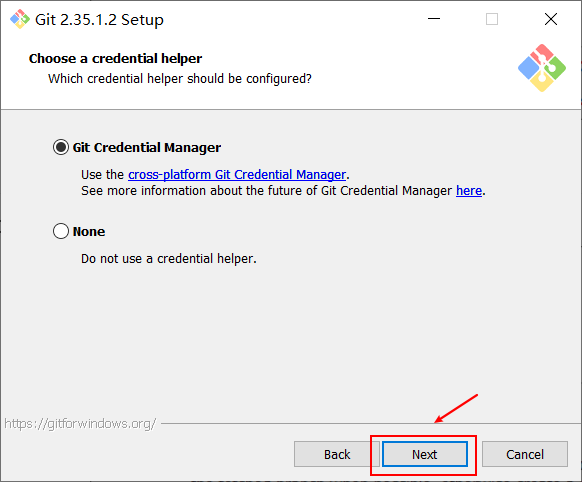 Git 2.35.1.2 Setup
Choose a credential helper
Which credential helper should be configured?
Git Credential Manager
Use the cross-platform Git Credential Manager.
See more information about the future of Git Credential Manager here.
None
Do not use a credential helper.
https://gitforwindows.org/
Back Next Cancel